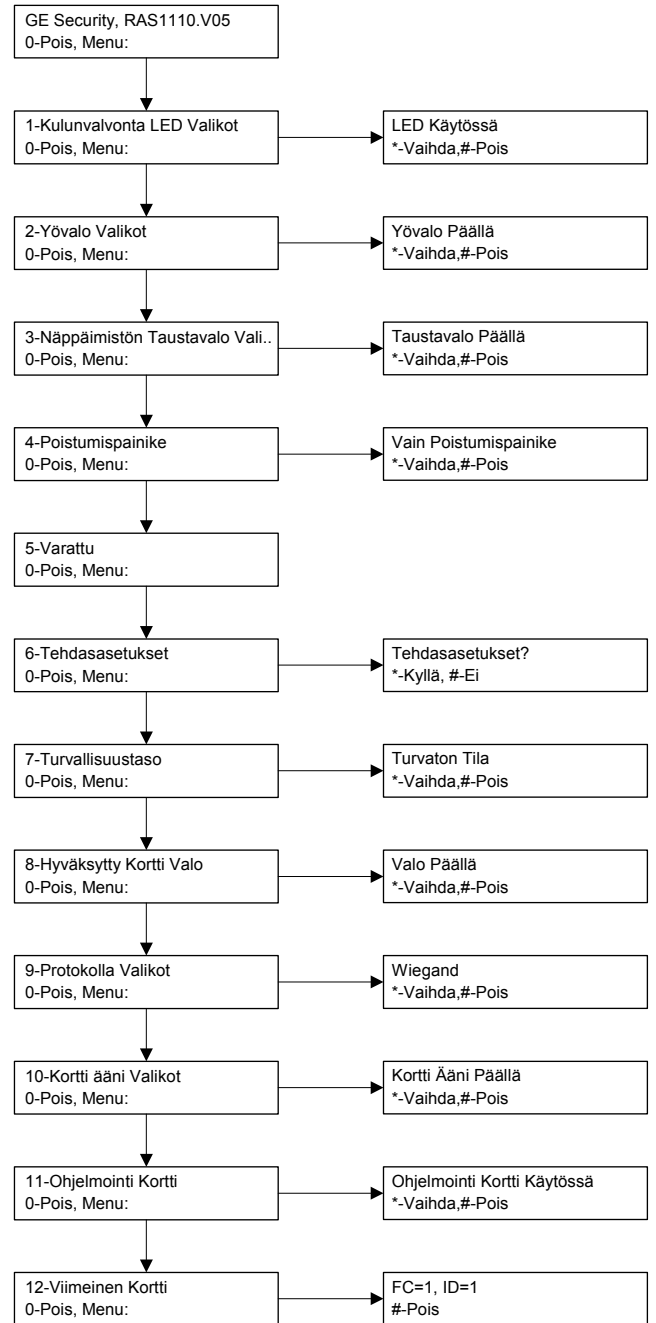 GE Security, RAS1110.V05
0-Pois, Menu:
1-Kulunvalvonta LED Valikot
0-Pois, Menu:
LED Käytössä
*-Vaihda,#-Pois
2-Yövalo Valikot
0-Pois, Menu:
Yövalo Päällä
*-Vaihda,#-Pois
3-Näppäimistön Taustavalo Vali..
0-Pois, Menu:
Taustavalo Päällä
*-Vaihda,#-Pois
4-Poistumispainike
0-Pois, Menu:
Vain Poistumispainike
*-Vaihda,#-Pois
5-Varattu
0-Pois, Menu:
6-Tehdasasetukset
0-Pois, Menu:
Tehdasasetukset?
*-Kyllä, #-Ei
7-Turvallisuustaso
0-Pois, Menu:
Turvaton Tila
*-Vaihda,#-Pois
8-Hyväksytty Kortti Valo
0-Pois, Menu:
Valo Päällä
*-Vaihda,#-Pois
9-Protokolla Valikot
0-Pois, Menu:
Wiegand
*-Vaihda,#-Pois
10-Kortti ääni Valikot
0-Pois, Menu:
Kortti Ääni Päällä
*-Vaihda,#-Pois
11-Ohjelmointi Kortti
0-Pois, Menu:
Ohjelmointi Kortti Käytössä
*-Vaihda,#-Pois
12-Viimeinen Kortti
0-Pois, Menu:
FC=1, ID=1
#-Pois